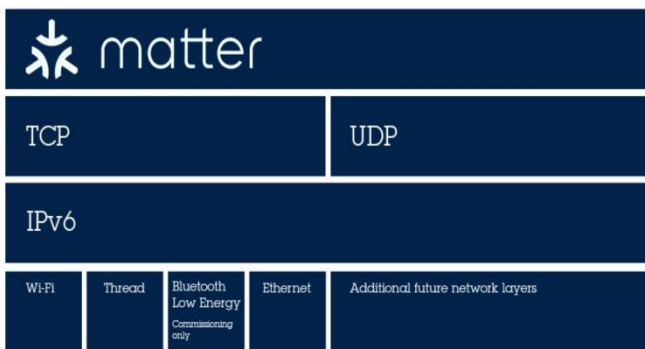 matter
TCP
UDP
IPv6
Wi-Fi
Thread
Bluetooth
Low Energy
Commissioning
only
Ethernet
Additional future network layers